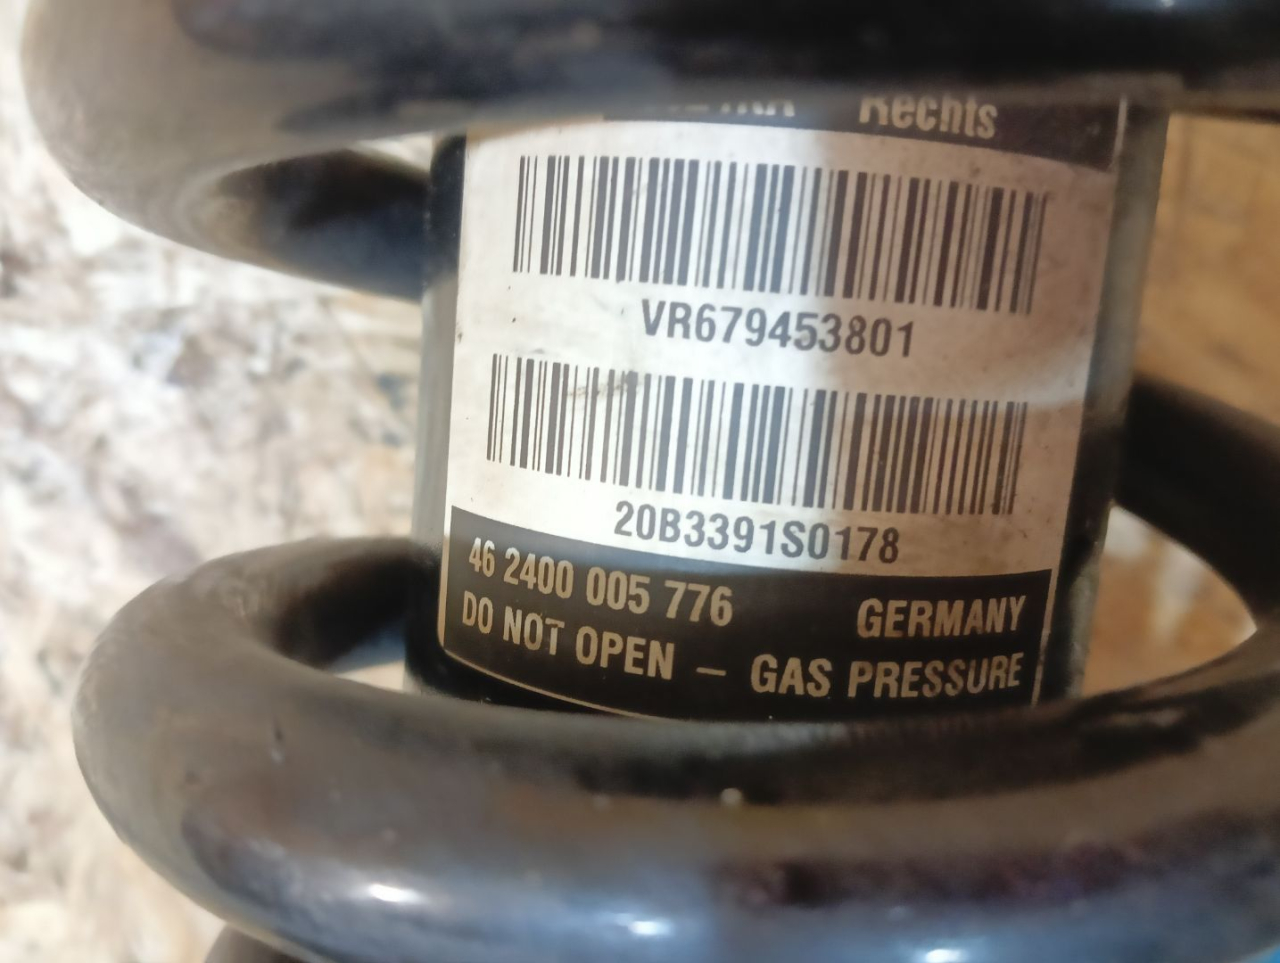 Rechts
VR679453801
20B3391S0178
46 2400 005 776 GERMANY
DO NOT OPEN – GAS PRESSURE